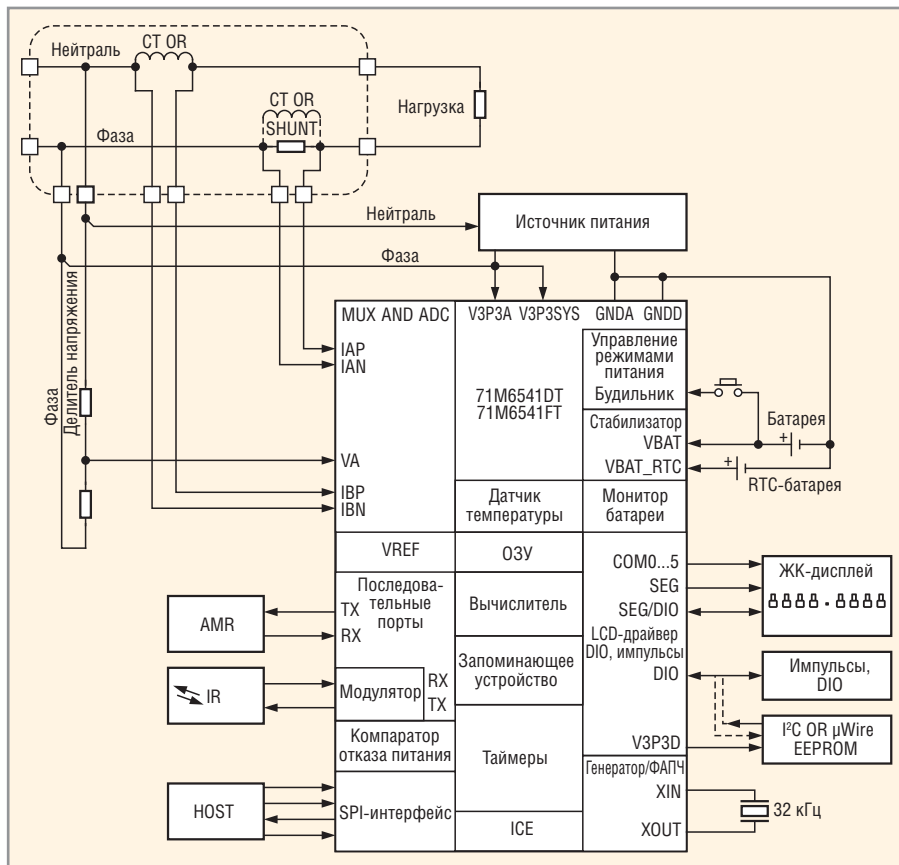 Нейтраль
CT OR
CT OR
SHUNT
Фаза
Нагрузка
Нейтраль
Источник питания
Фаза
Фаза
Делитель напряжения
MUX AND ADC
V3P3A
V3P3SYS
GNDA
GNDD
IAP
IAN
71M6541DT
71M6541FT
Управление
режимами
питания
Будильник
Стабилизатор
VBAT
VBAT_RTC
+
Батарея
+
RTC-батарея
VA
IBP
IBN
Датчик
температуры
Монитор
батареи
VREF
ОЗУ
COM0...5
SEG
SEG/DIO
LCD-драйвер
DIO, импульсы
DIO
ЖК-дисплей
8888.8888
Последова-
тельные
порты
TX
RX
AMR
Вычислитель
IR
Модулятор
RX
TX
Запоминающее
устройство
Импульсы,
DIO
I²C OR µWire
EEPROM
V3P3D
Компаратор
отказа питания
Таймеры
Генератор/ФАПЧ
XIN
XOUT
32 кГц
HOST
SPI-интерфейс
ICE